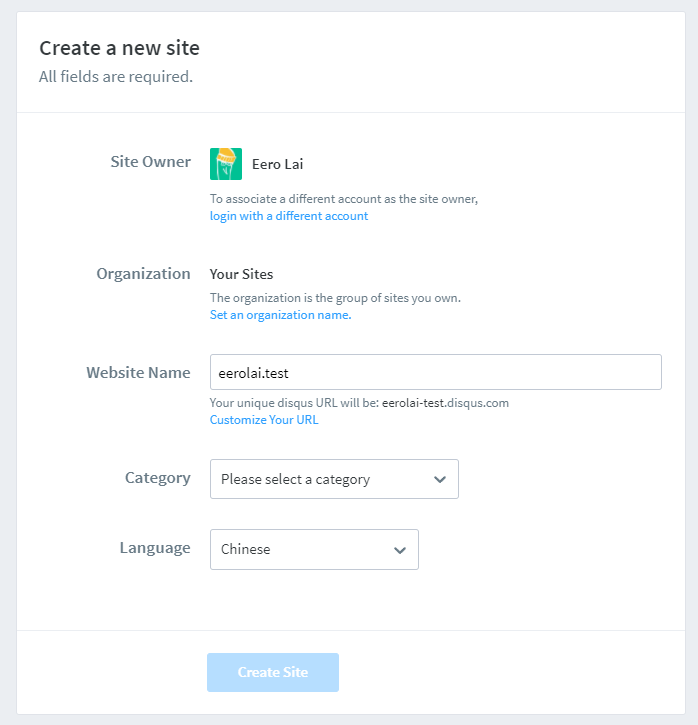 Create a new site
All fields are required.
Site Owner
Eero Lai
To associate a different account as the site owner,
login with a different account
Organization
Your Sites
The organization is the group of sites you own.
Set an organization name.
Website Name
eerolai.test
Your unique disqus URL will be: eerolai-test.disqus.com
Customize Your URL
Category
Please select a category
Language
Chinese
Create Site